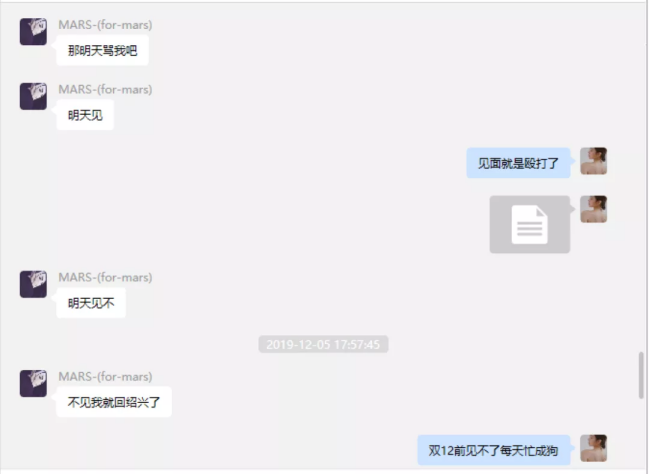 MARS-(for-mars)
那明天骂我吧
MARS-(for-mars)
明天见
见面就是殴打了
MARS-(for-mars)
明天见不
2019-12-05 17:57:45
MARS-(for-mars)
不见我就回绍兴了
双12前见不了每天忙成狗